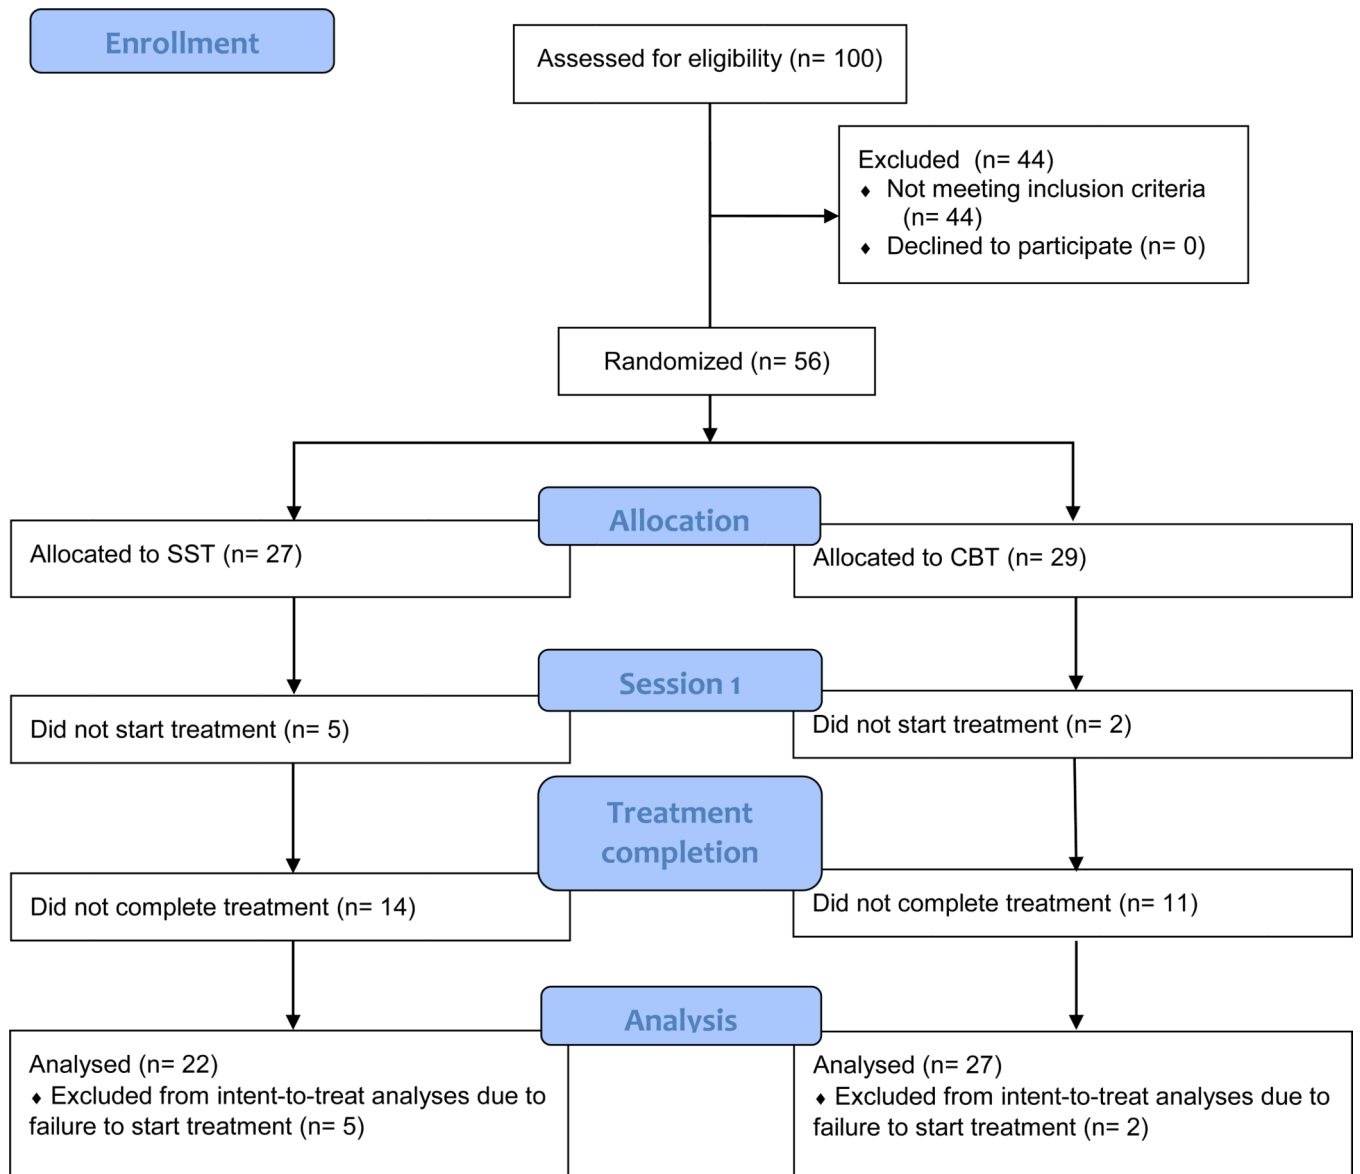 Enrollment
Assessed for eligibility (n= 100)
Excluded  (n= 44)
♦ Not meeting inclusion criteria
(n= 44)
♦ Declined to participate (n= 0)
Randomized (n= 56)
Allocation
Allocated to SST (n= 27)
Allocated to CBT (n= 29)
Session 1
Did not start treatment (n= 5)
Did not start treatment (n= 2)
Treatment
completion
Did not complete treatment (n= 14)
Did not complete treatment (n= 11)
Analysis
Analysed (n= 22)
♦ Excluded from intent-to-treat analyses due to
failure to start treatment (n= 5)
Analysed (n= 27)
♦ Excluded from intent-to-treat analyses due to
failure to start treatment (n= 2)